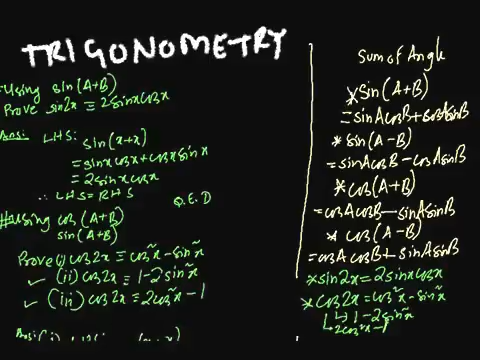 TRIGONOMETRY
#Using sin(A+B)
Prove sin2x ≡ 2sinxcosx
Ans: LHS: sin(x+x)
= sinx cosx + cosx sin x
= 2sinx cosx
∴ LHS = RHS Q.E.D
#Using cos (A+B)
sin(A+B)
Prove (i) cos2x ≡ cos²x - sin²x
✓ (ii) cos2x ≡ 1 - 2sin²x
✓ (iii) cos2x ≡ 2cos²x - 1
Sum of Angle
* Sin (A+B)
= sinAcosB + cosAsinB
* sin(A-B)
= sinAcosB - cosAsinB
* cos(A+B)
= cosAcosB - sinAsinB
* cos(A-B)
= cosAcosB + sinAsinB
* sin2x = 2sinxcosx
* cos2x = cos²x - sin²x
↳ 1 - 2sin²x
↳ 2cos²x - 1